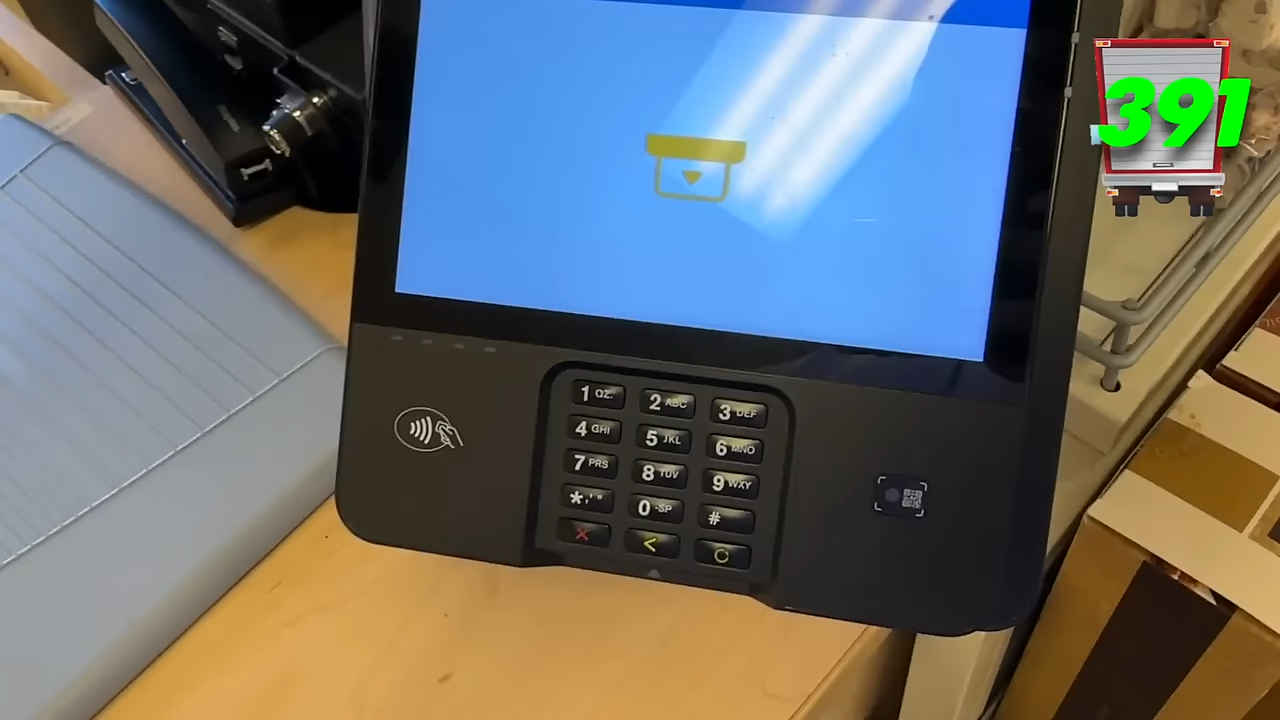 391
1 QZ. 2 ABC 3 DEF
4 GHI 5 JKL 6 MNO
7 PRS 8 TUV 9 WXY
*,'" 0 -SP #